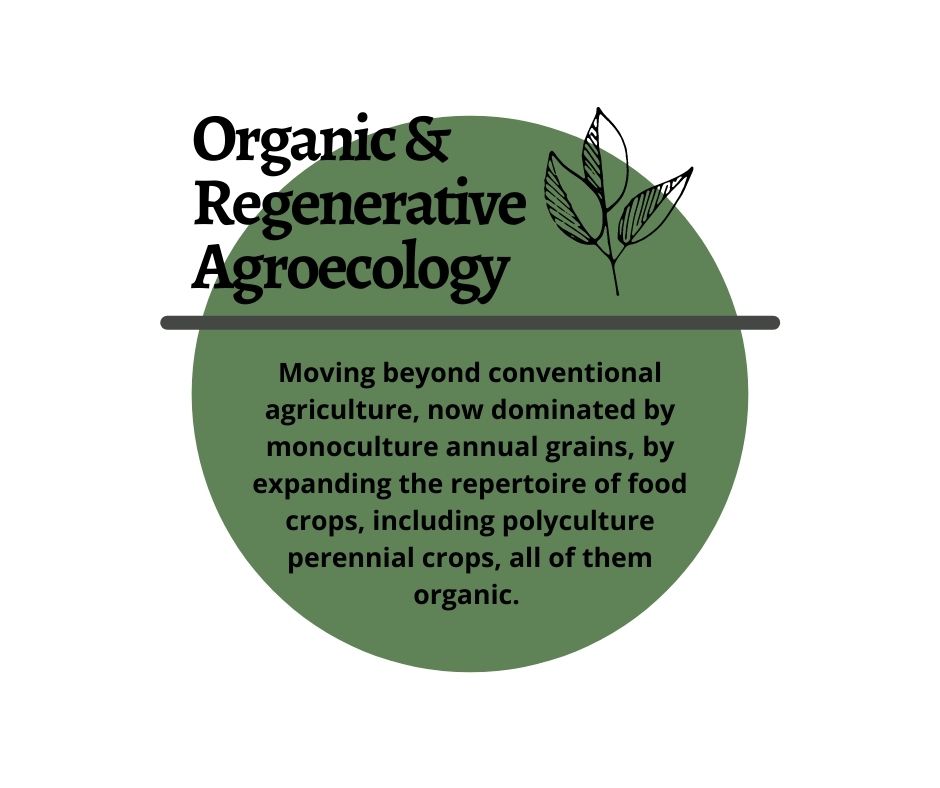 Organic &
Regenerative
Agroecology
Moving beyond conventional
agriculture, now dominated by
monoculture annual grains, by
expanding the repertoire of food
crops, including polyculture
perennial crops, all of them
organic.